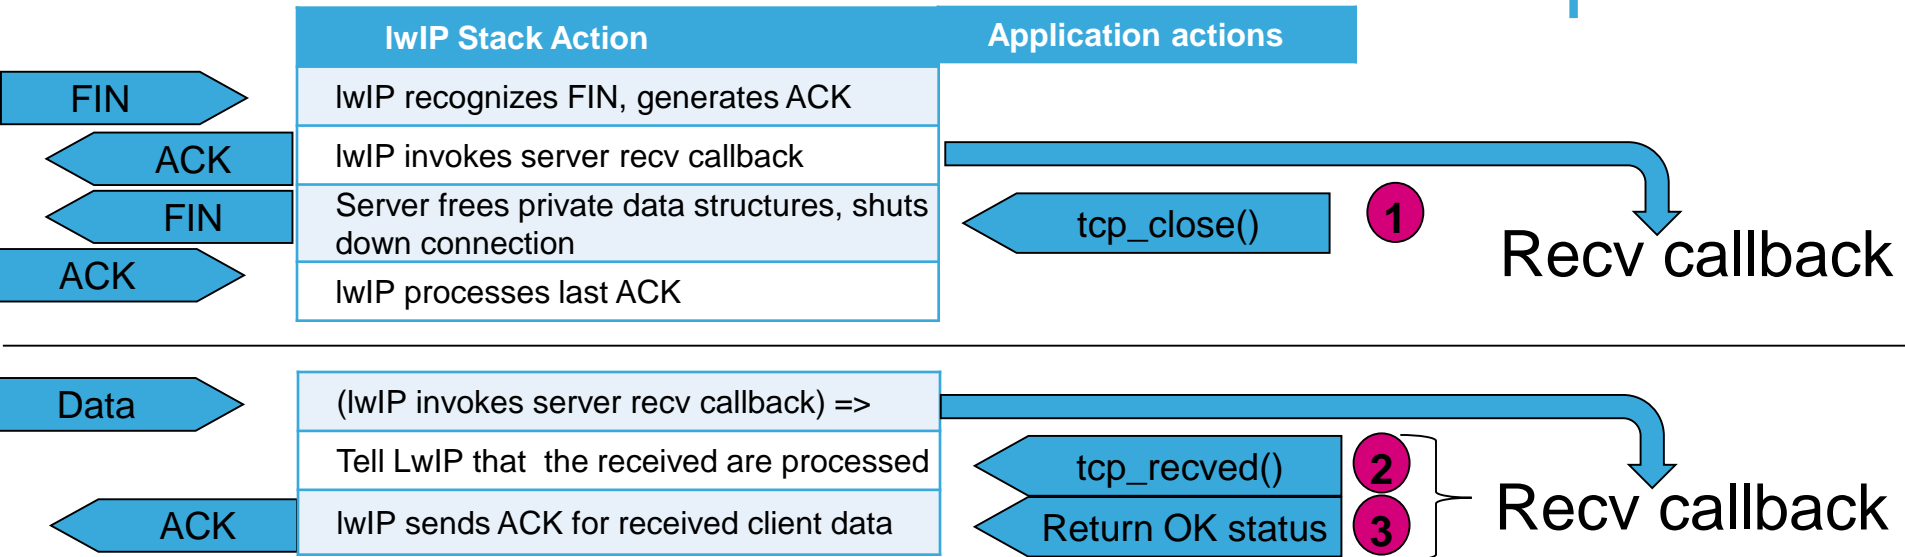 lwIP Stack Action
Application actions
FIN
lwIP recognizes FIN, generates ACK
ACK
lwIP invokes server recv callback
FIN
Server frees private data structures, shuts
down connection
tcp_close()
1
Recv callback
ACK
lwIP processes last ACK
Data
(lwIP invokes server recv callback) =>
Tell LwIP that  the received are processed
tcp_recved()
2
Recv callback
ACK
lwIP sends ACK for received client data
Return OK status
3